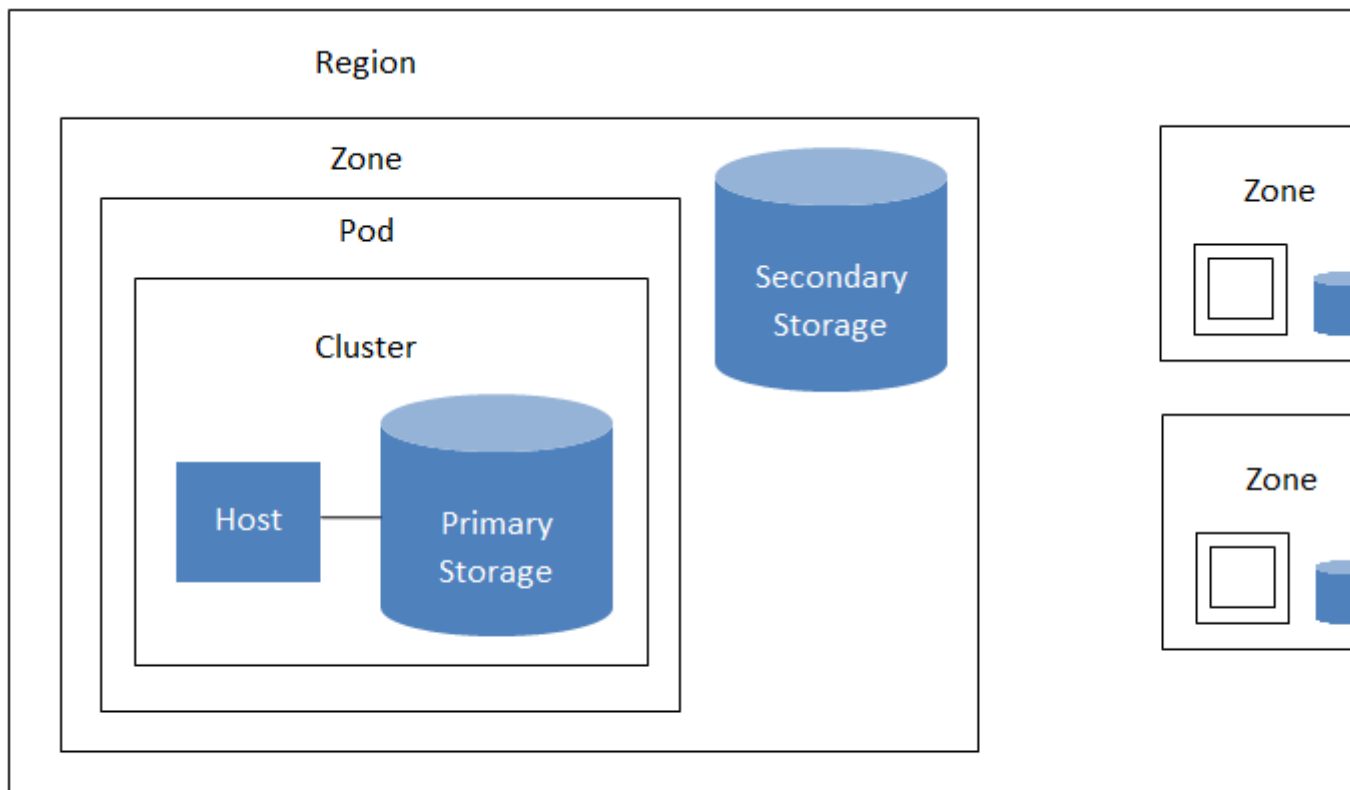 Region
Zone
Pod
Cluster
Host
Primary
Storage
Secondary
Storage
Zone
Zone